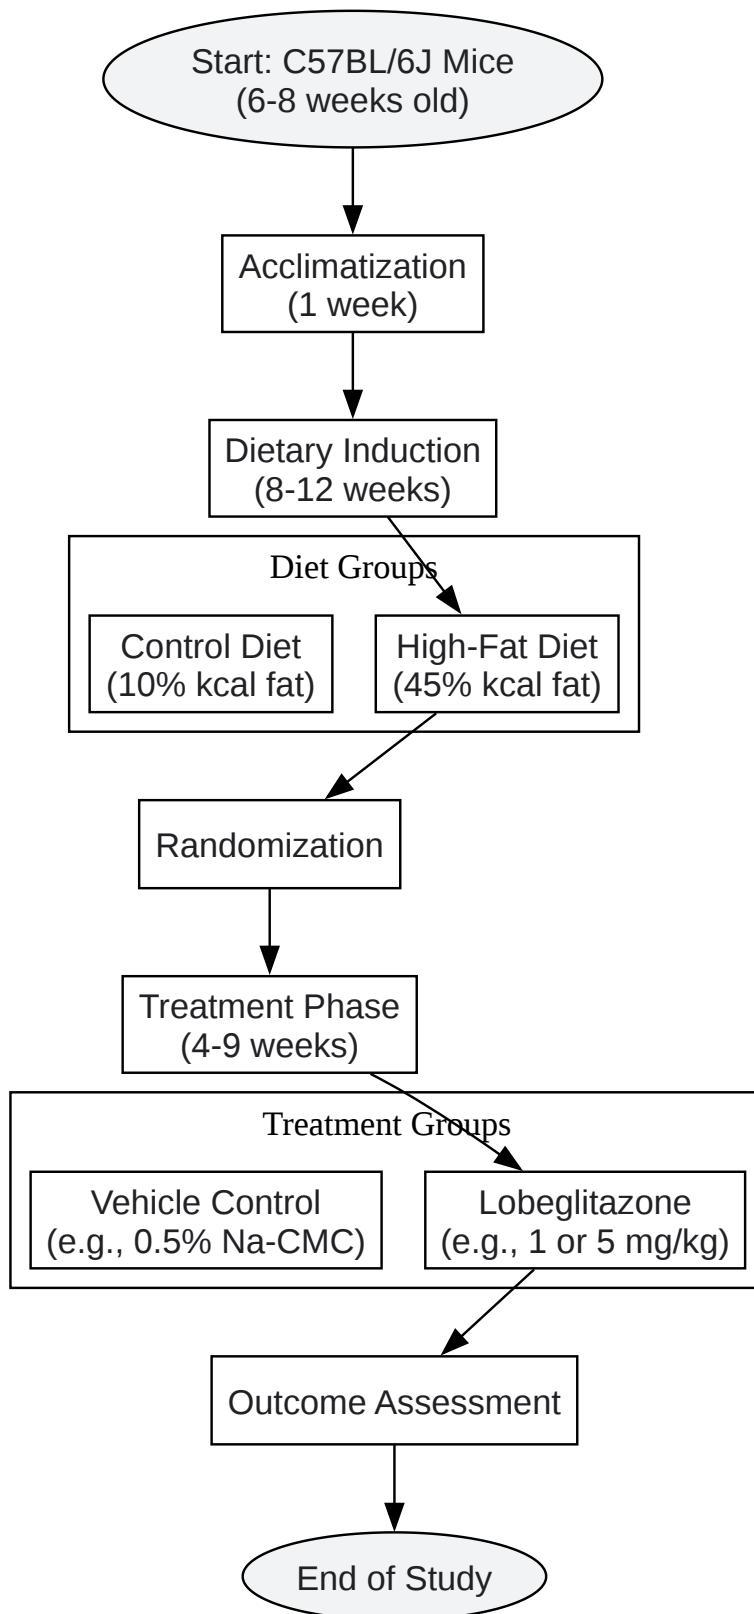 Start: C57BL/6J Mice
(6-8 weeks old)
Acclimatization
(1 week)
Dietary Induction
(8-12 weeks)
Diet Groups
Control Diet
(10% kcal fat)
High-Fat Diet
(45% kcal fat)
Randomization
Treatment Phase
(4-9 weeks)
Treatment Groups
Vehicle Control
(e.g., 0.5% Na-CMC)
Lobeglitazone
(e.g., 1 or 5 mg/kg)
Outcome Assessment
End of Study